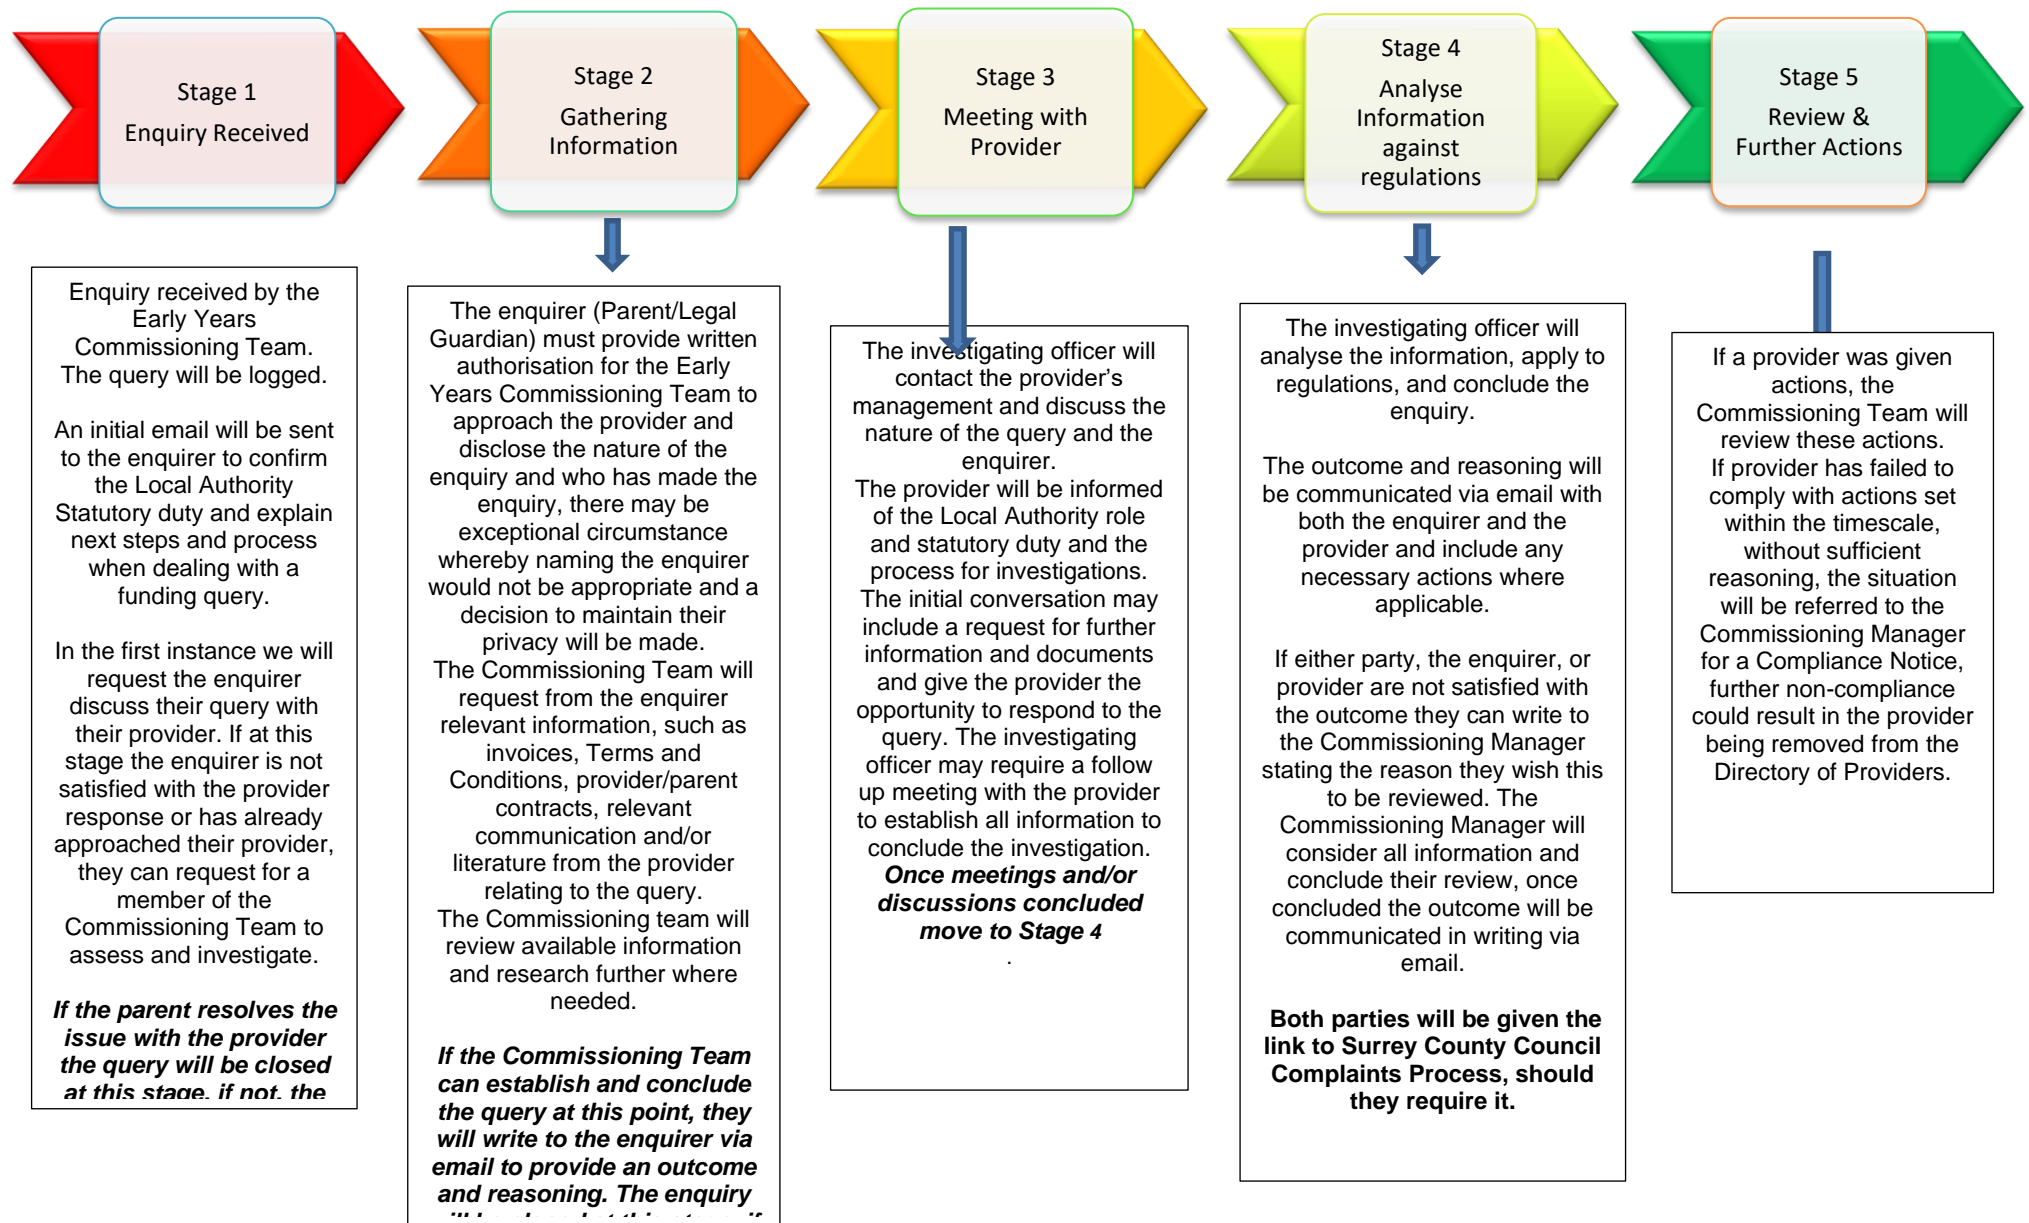 Stage 1
Enquiry Received
Stage 2
Gathering
Information
Stage 3
Meeting with
Provider
Stage 4
Analyse
Information
against
regulations
Stage 5
Review &
Further Actions
Enquiry received by the
Early Years
Commissioning Team.
The query will be logged.
An initial email will be sent
to the enquirer to confirm
the Local Authority
Statutory duty and explain
next steps and process
when dealing with a
funding query.
In the first instance we will
request the enquirer
discuss their query with
their provider. If at this
stage the enquirer is not
satisfied with the provider
response or has already
approached their provider,
they can request for a
member of the
Commissioning Team to
assess and investigate.
If the parent resolves the
issue with the provider
the query will be closed
at this stage, if not, the
The enquirer (Parent/Legal
Guardian) must provide written
authorisation for the Early
Years Commissioning Team to
approach the provider and
disclose the nature of the
enquiry and who has made the
enquiry, there may be
exceptional circumstance
whereby naming the enquirer
would not be appropriate and a
decision to maintain their
privacy will be made.
The Commissioning Team will
request from the enquirer
relevant information, such as
invoices, Terms and
Conditions, provider/parent
contracts, relevant
communication and/or
literature from the provider
relating to the query.
The Commissioning team will
review available information
and research further where
needed.
If the Commissioning Team
can establish and conclude
the query at this point, they
will write to the enquirer via
email to provide an outcome
and reasoning. The enquiry
The investigating officer will
contact the provider's
management and discuss the
nature of the query and the
enquirer.
The provider will be informed
of the Local Authority role
and statutory duty and the
process for investigations.
The initial conversation may
include a request for further
information and documents
and give the provider the
opportunity to respond to the
query. The investigating
officer may require a follow
up meeting with the provider
to establish all information to
conclude the investigation.
Once meetings and/or
discussions concluded
move to Stage 4
.
The investigating officer will
analyse the information, apply to
regulations, and conclude the
enquiry.
The outcome and reasoning will
be communicated via email with
both the enquirer and the
provider and include any
necessary actions where
applicable.
If either party, the enquirer, or
provider are not satisfied with
the outcome they can write to
the Commissioning Manager
stating the reason they wish this
to be reviewed. The
Commissioning Manager will
consider all information and
conclude their review, once
concluded the outcome will be
communicated in writing via
email.
Both parties will be given the
link to Surrey County Council
Complaints Process, should
they require it.
If a provider was given
actions, the
Commissioning Team will
review these actions.
If provider has failed to
comply with actions set
within the timescale,
without sufficient
reasoning, the situation
will be referred to the
Commissioning Manager
for a Compliance Notice,
further non-compliance
could result in the provider
being removed from the
Directory of Providers.